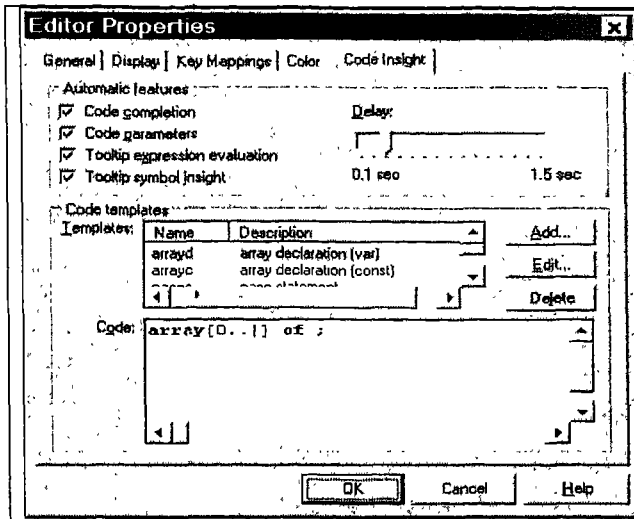 Editor Properties
General Display Key Mappings Color Code Insight
Automatic features
Code completion
Code parameters
Tooltip expression evaluation
Tooltip symbol insight
Delay:
0.1 sec 1.5 sec
Code templates
Templates:
Name Description
arrayd array declaration (var)
arrayc array declaration (const)
statement
Add...
Edit...
Delete
Code:
array[0..|] of ;
OK Cancel Help